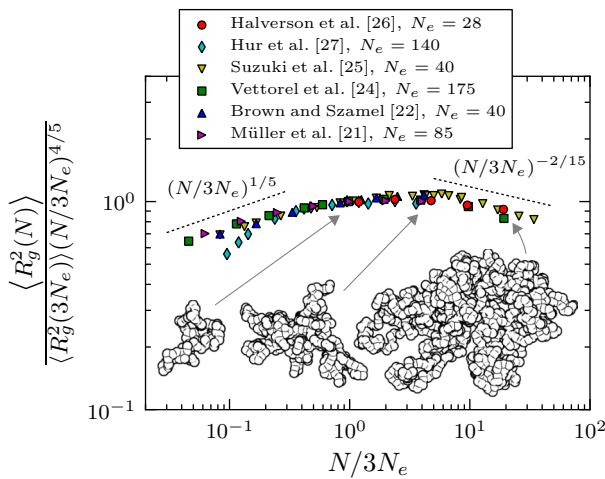 Halverson et al. [26], N_e = 28
Hur et al. [27], N_e = 140
Suzuki et al. [25], N_e = 40
Vettorel et al. [24], N_e = 175
Brown and Szamel [22], N_e = 40
Müller et al. [21], N_e = 85
⟨R_g^2(N)⟩
⟨R_g^2(3N_e)⟩(N/3N_e)^{4/5}
(N/3N_e)^{1/5}
(N/3N_e)^{−2/15}
10^0
10^{−1}
10^{−1} 10^0 10^1 10^2
N/3N_e